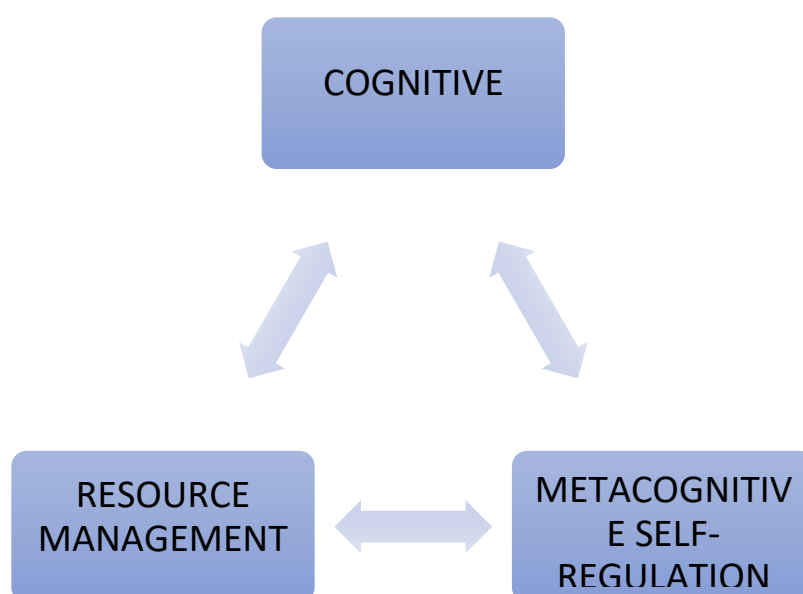 COGNITIVE
RESOURCE
MANAGEMENT
METACOGNITIV
E SELF-
REGULATION